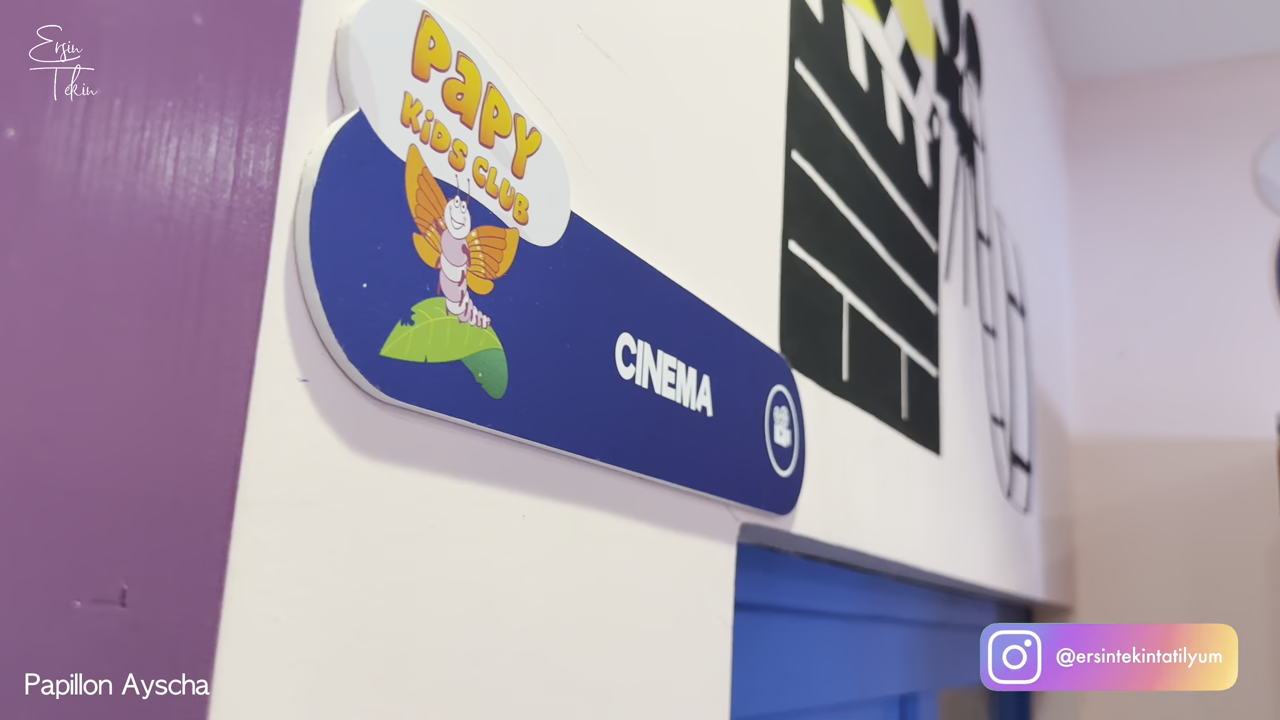 Ersin
Tekin
Papy
Kids Club
CINEMA
Papillon Ayscha
@ersintekintatilyum